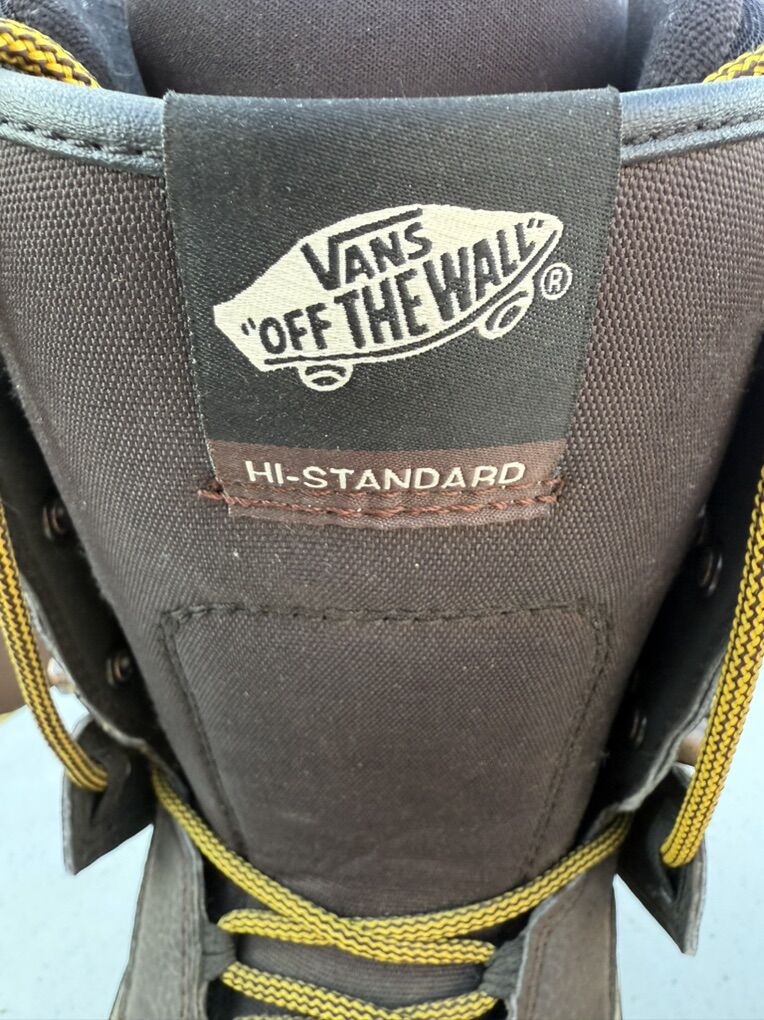 VANS
"OFF THE WALL"
®
HI-STANDARD